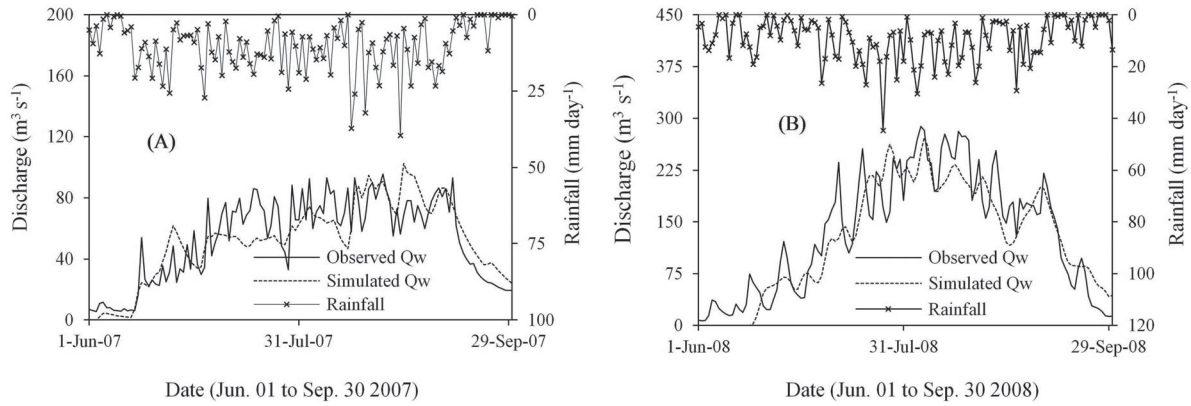 200
160
120
80
40
0
Discharge (m³ s⁻¹)
(A)
Observed Qw
Simulated Qw
Rainfall
0
25
50
75
100
Rainfall (mm day⁻¹)
1-Jun-07
31-Jul-07
29-Sep-07
Date (Jun. 01 to Sep. 30 2007)
450
375
300
225
150
75
0
Discharge (m³ s⁻¹)
(B)
Observed Qw
Simulated Qw
Rainfall
0
20
40
60
80
100
120
Rainfall (mm day⁻¹)
1-Jun-08
31-Jul-08
29-Sep-08
Date (Jun. 01 to Sep. 30 2008)